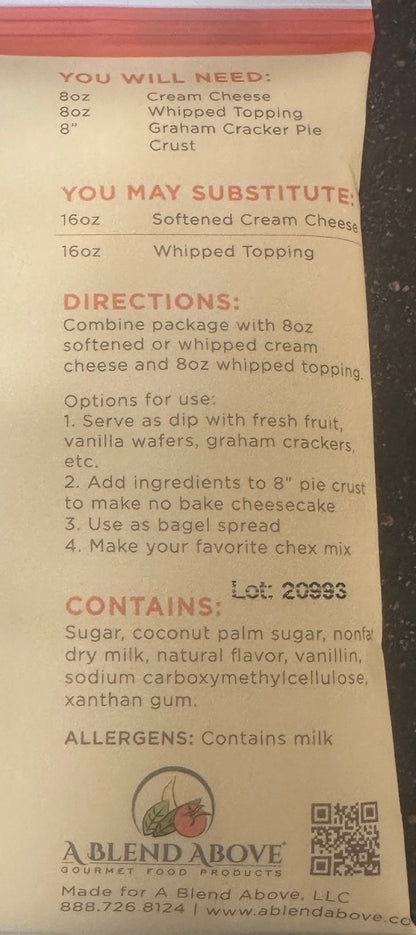 YOU WILL NEED:
8oz Cream Cheese
8oz Whipped Topping
8" Graham Cracker Pie
Crust
YOU MAY SUBSTITUTE:
16oz Softened Cream Cheese
16oz Whipped Topping
DIRECTIONS:
Combine package with 8oz
softened or whipped cream
cheese and 8oz whipped topping.
Options for use:
1. Serve as dip with fresh fruit,
vanilla wafers, graham crackers,
etc.
2. Add ingredients to 8" pie crust
to make no bake cheesecake
3. Use as bagel spread
4. Make your favorite chex mix
Lot: 20993
CONTAINS:
Sugar, coconut palm sugar, nonfat
dry milk, natural flavor, vanillin,
sodium carboxymethylcellulose,
xanthan gum.
ALLERGENS: Contains milk
A BLEND ABOVE
GOURMET FOOD PRODUCTS
Made for A Blend Above, LLC
888.726.8124 | www.ablendabove.co